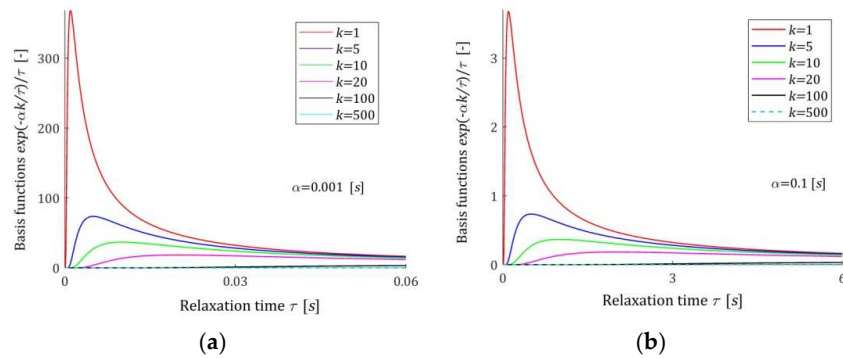 Basis functions exp(-αk/τ)/τ [-]
300
200
100
0
k=1
k=5
k=10
k=20
k=100
k=500
α=0.001 [s]
0
0.03
0.06
Relaxation time τ [s]
(a)
Basis functions exp(-αk/τ)/τ [-]
3
2
1
0
k=1
k=5
k=10
k=20
k=100
k=500
α=0.1 [s]
0
3
6
Relaxation time τ [s]
(b)